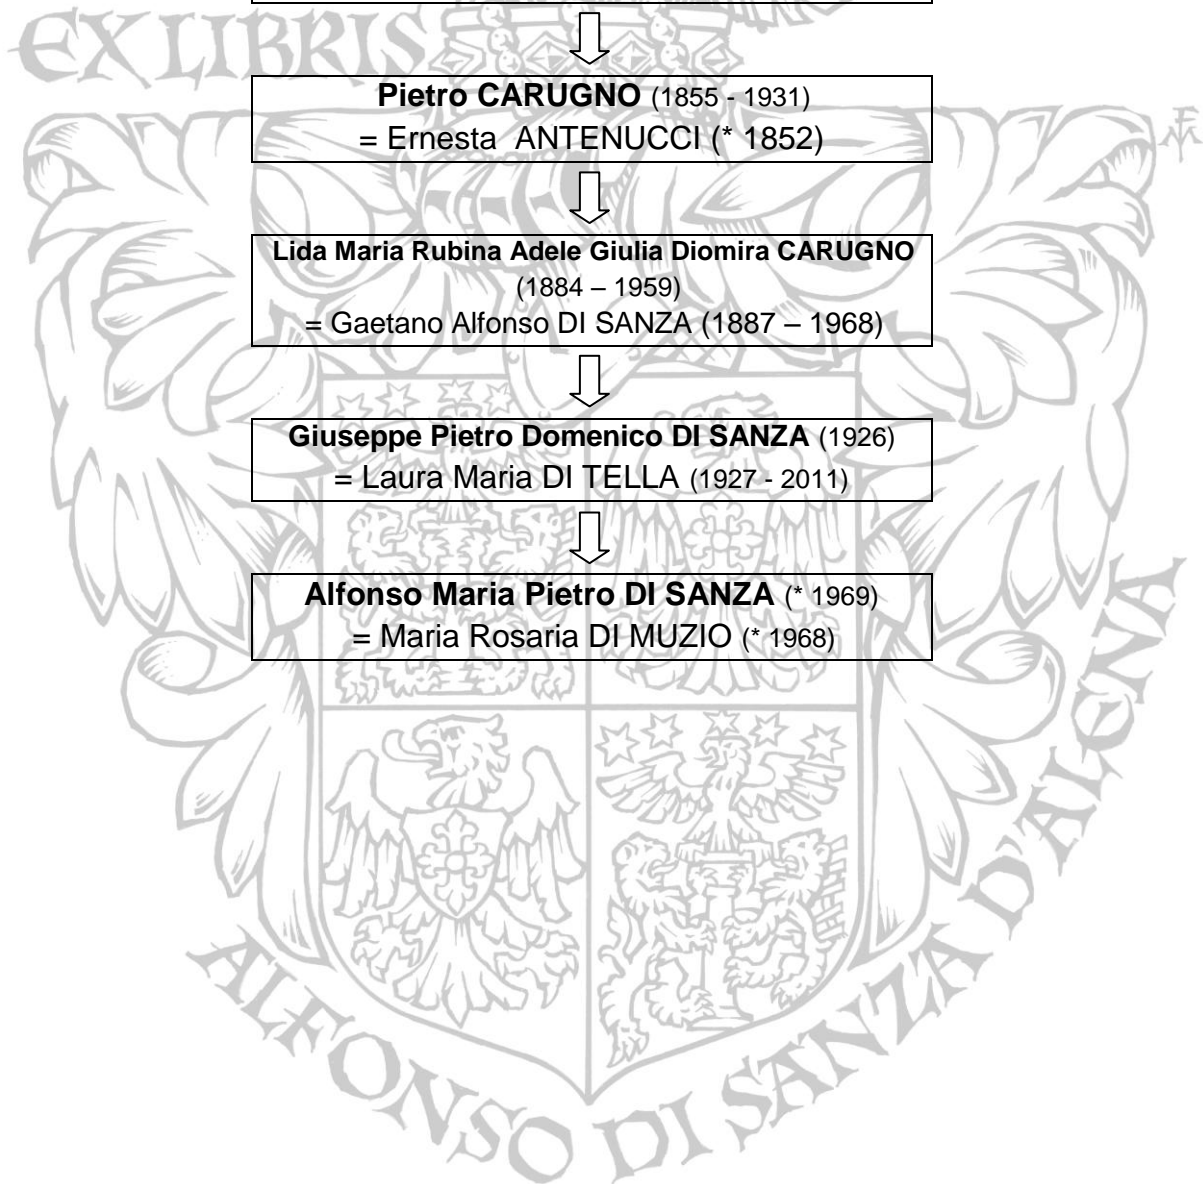 EX LIBRIS
Pietro CARUGNO (1855 - 1931)
= Ernesta ANTENUCCI (* 1852)
Lida Maria Rubina Adele Giulia Diomira CARUGNO
(1884 – 1959)
= Gaetano Alfonso DI SANZA (1887 – 1968)
Giuseppe Pietro Domenico DI SANZA (1926)
= Laura Maria DI TELLA (1927 - 2011)
Alfonso Maria Pietro DI SANZA (* 1969)
= Maria Rosaria DI MUZIO (* 1968)
ALFONSO DI SANZA D'ALENA